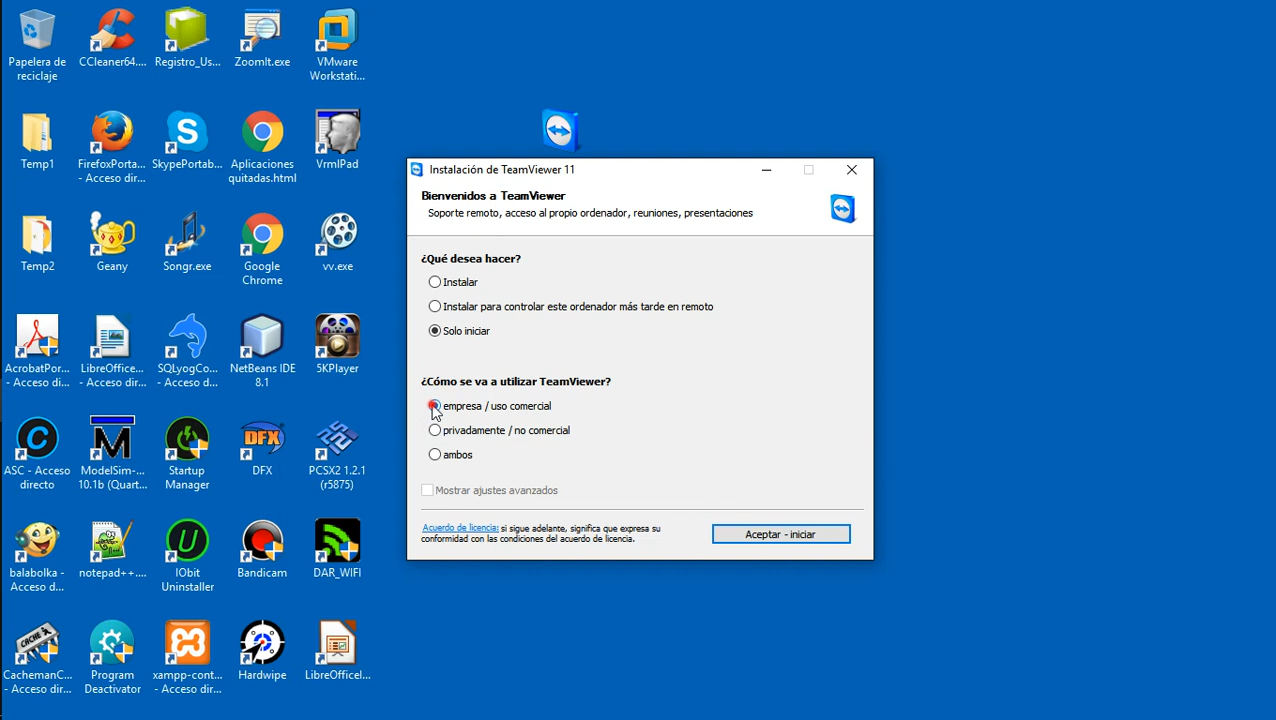 Papelera de
reciclaje
CCleaner64....
Registro_Us...
ZoomIt.exe
VMware
Workstati...
Temp1
FirefoxPorta...
- Acceso dir...
SkypePortab...
Aplicaciones
quitadas.html
VrmlPad
Temp2
Geany
Songr.exe
Google
Chrome
vv.exe
AcrobatPor...
- Acceso dir...
LibreOffice...
- Acceso dir...
SQLyogCo...
- Acceso d...
NetBeans IDE
8.1
5KPlayer
ASC - Acceso
directo
ModelSim-...
10.1b (Quart...
Startup
Manager
DFX
PCSX2 1.2.1
(r5875)
balabolka -
Acceso d...
notepad++....
IObit
Uninstaller
Bandicam
DAR_WIFI
CachemanC...
- Acceso dir...
Program
Deactivator
xampp-cont...
- Acceso dir...
Hardwipe
LibreOfficeI...
Instalación de TeamViewer 11
Bienvenidos a TeamViewer
Soporte remoto, acceso al propio ordenador, reuniones, presentaciones
¿Qué desea hacer?
Instalar
Instalar para controlar este ordenador más tarde en remoto
Solo iniciar
¿Cómo se va a utilizar TeamViewer?
empresa / uso comercial
privadamente / no comercial
ambos
Mostrar ajustes avanzados
Acuerdo de licencia: si sigue adelante, significa que expresa su
conformidad con las condiciones del acuerdo de licencia.
Aceptar - iniciar